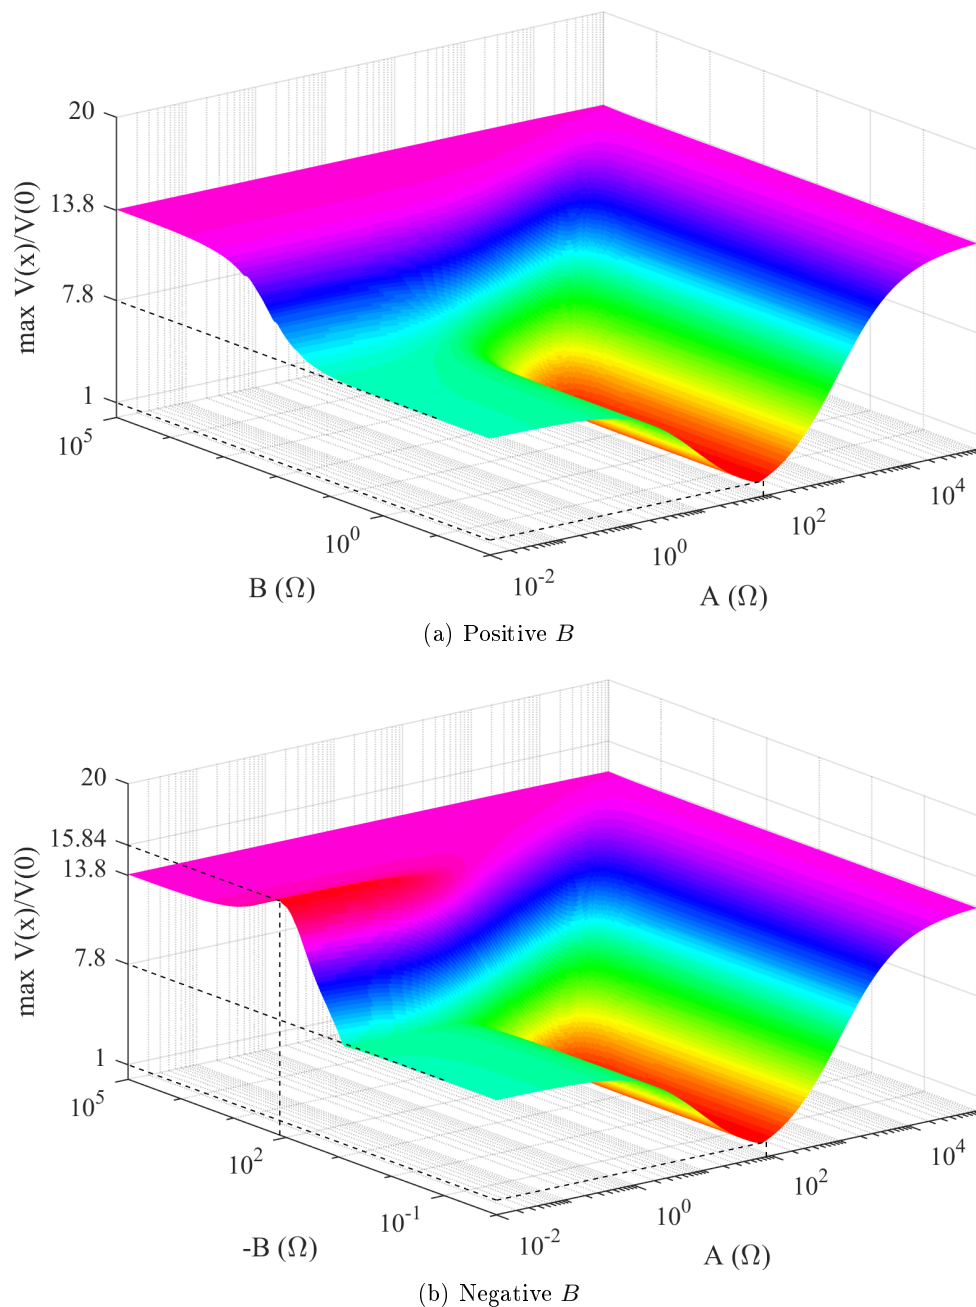 20
13.8
7.8
1
max V(x)/V(0)
10^5
10^0
B (Ω)
10^-2
10^0
10^2
10^4
A (Ω)
(a) Positive B
20
15.84
13.8
7.8
1
max V(x)/V(0)
10^5
10^2
10^-1
-B (Ω)
10^-2
10^0
10^2
10^4
A (Ω)
(b) Negative B